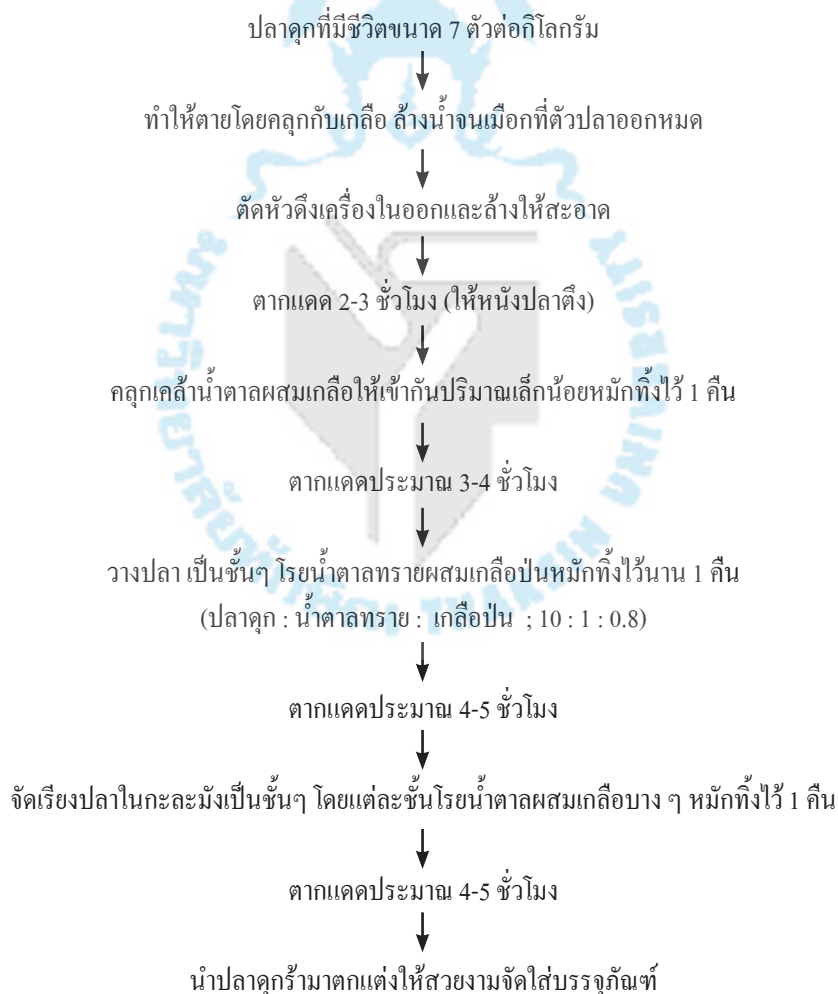 ปลาดุกที่มีชีวิตขนาด 7 ตัวต่อกิโลกรัม
ทำให้ตายโดยคลุกกับเกลือ ล้างน้ำจนเมือกที่ตัวปลาออกหมด
ตัดหัวดึงเครื่องในออกและล้างให้สะอาด
ตากแดด 2-3 ชั่วโมง (ให้หนังปลาตึง)
คลุกเคล้าน้ำตาลผสมเกลือให้เข้ากันปริมาณเล็กน้อยหมักทิ้งไว้ 1 คืน
ตากแดดประมาณ 3-4 ชั่วโมง
วางปลา เป็นชั้นๆ โรยน้ำตาลทรายผสมเกลือป่นหมักทิ้งไว้นาน 1 คืน
(ปลาดุก : น้ำตาลทราย : เกลือป่น ; 10 : 1 : 0.8)
ตากแดดประมาณ 4-5 ชั่วโมง
จัดเรียงปลาในกะละมังเป็นชั้นๆ โดยแต่ละชั้นโรยน้ำตาลผสมเกลือบาง ๆ หมักทิ้งไว้ 1 คืน
ตากแดดประมาณ 4-5 ชั่วโมง
นำปลาดุกร้ามาตกแต่งให้สวยงามจัดใส่บรรจุภัณฑ์